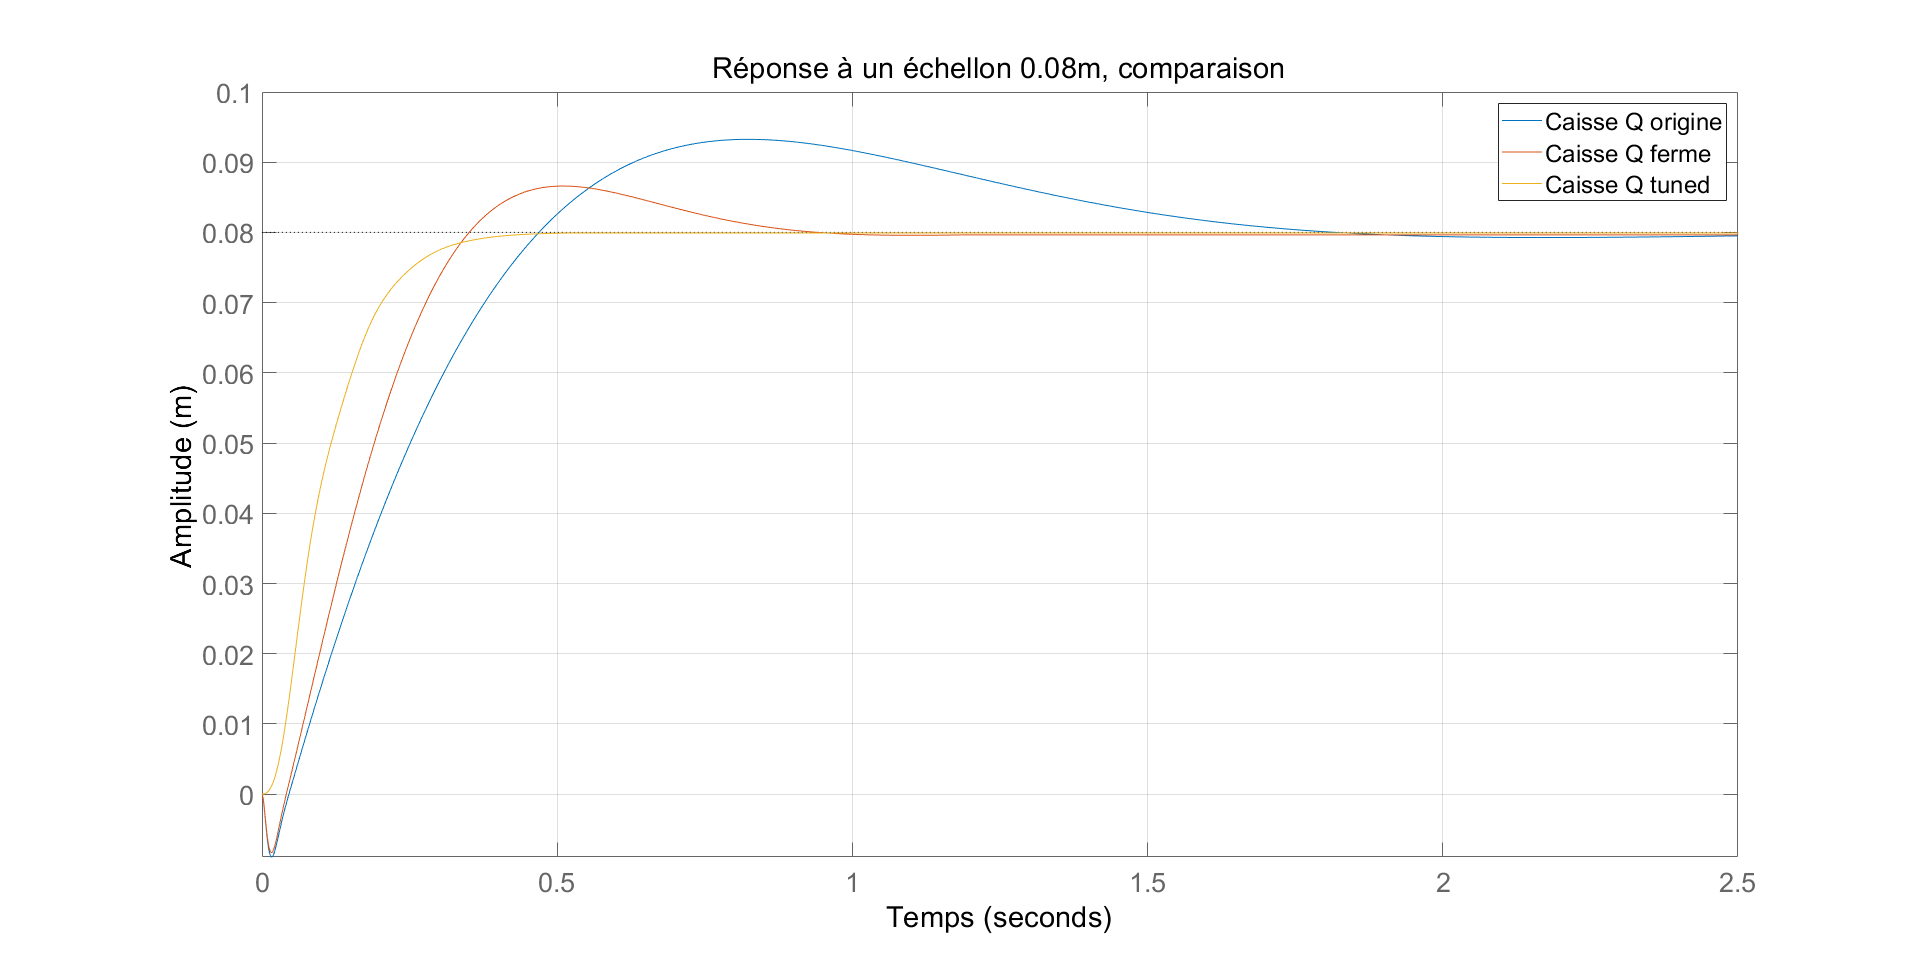 Réponse à un échellon 0.08m, comparaison
Caisse Q origine
Caisse Q ferme
Caisse Q tuned
Amplitude (m)
0.1
0.09
0.08
0.07
0.06
0.05
0.04
0.03
0.02
0.01
0
0 0.5 1 1.5 2 2.5
Temps (seconds)